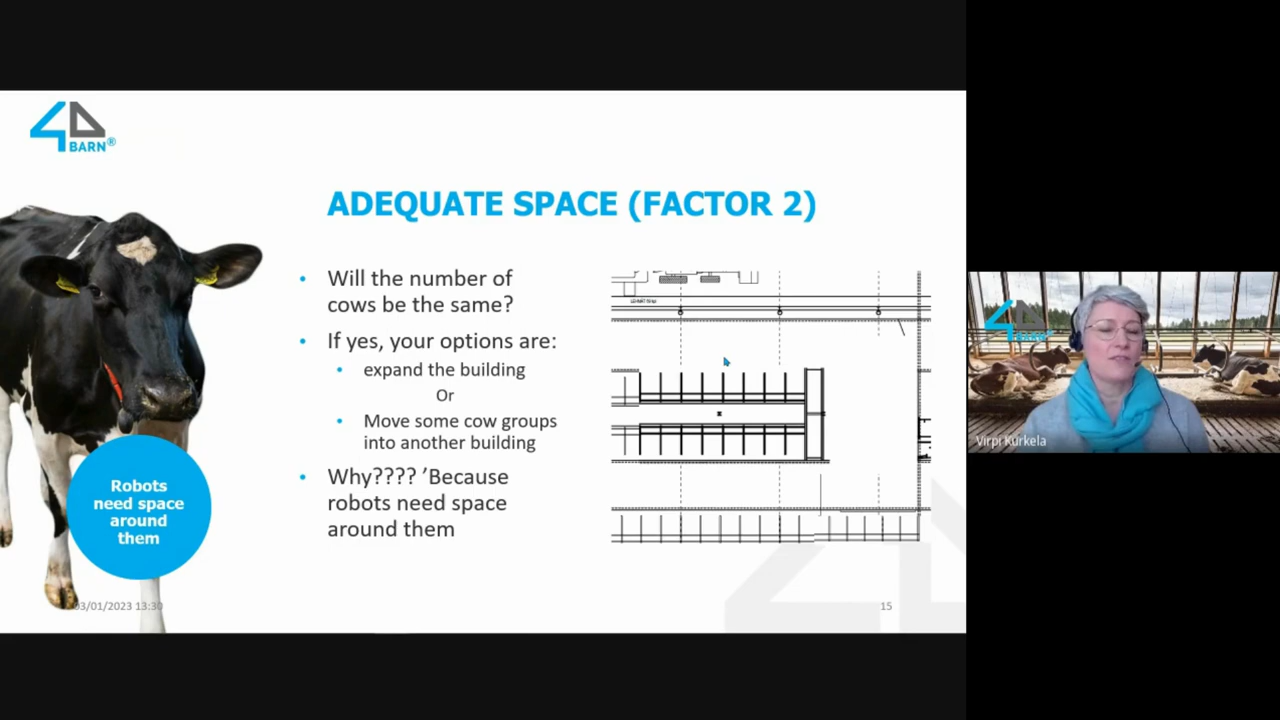 4D
BARN®
ADEQUATE SPACE (FACTOR 2)
Will the number of
cows be the same?
If yes, your options are:
expand the building
Or
Move some cow groups
into another building
Why???? ’Because
robots need space
around them
Robots
need space
around
them
03/01/2023 13:30
15
Virpi Kurkela